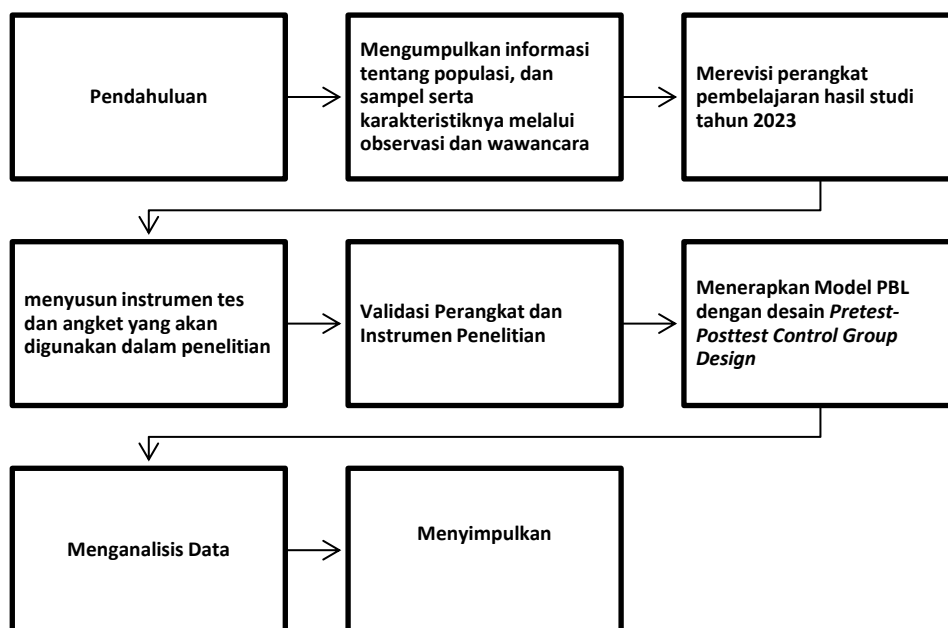 Pendahuluan
Mengumpulkan informasi
tentang populasi, dan
sampel serta
karakteristiknya melalui
observasi dan wawancara
Merevisi perangkat
pembelajaran hasil studi
tahun 2023
menyusun instrumen tes
dan angket yang akan
digunakan dalam penelitian
Validasi Perangkat dan
Instrumen Penelitian
Menerapkan Model PBL
dengan desain Pretest-
Posttest Control Group
Design
Menganalisis Data
Menyimpulkan